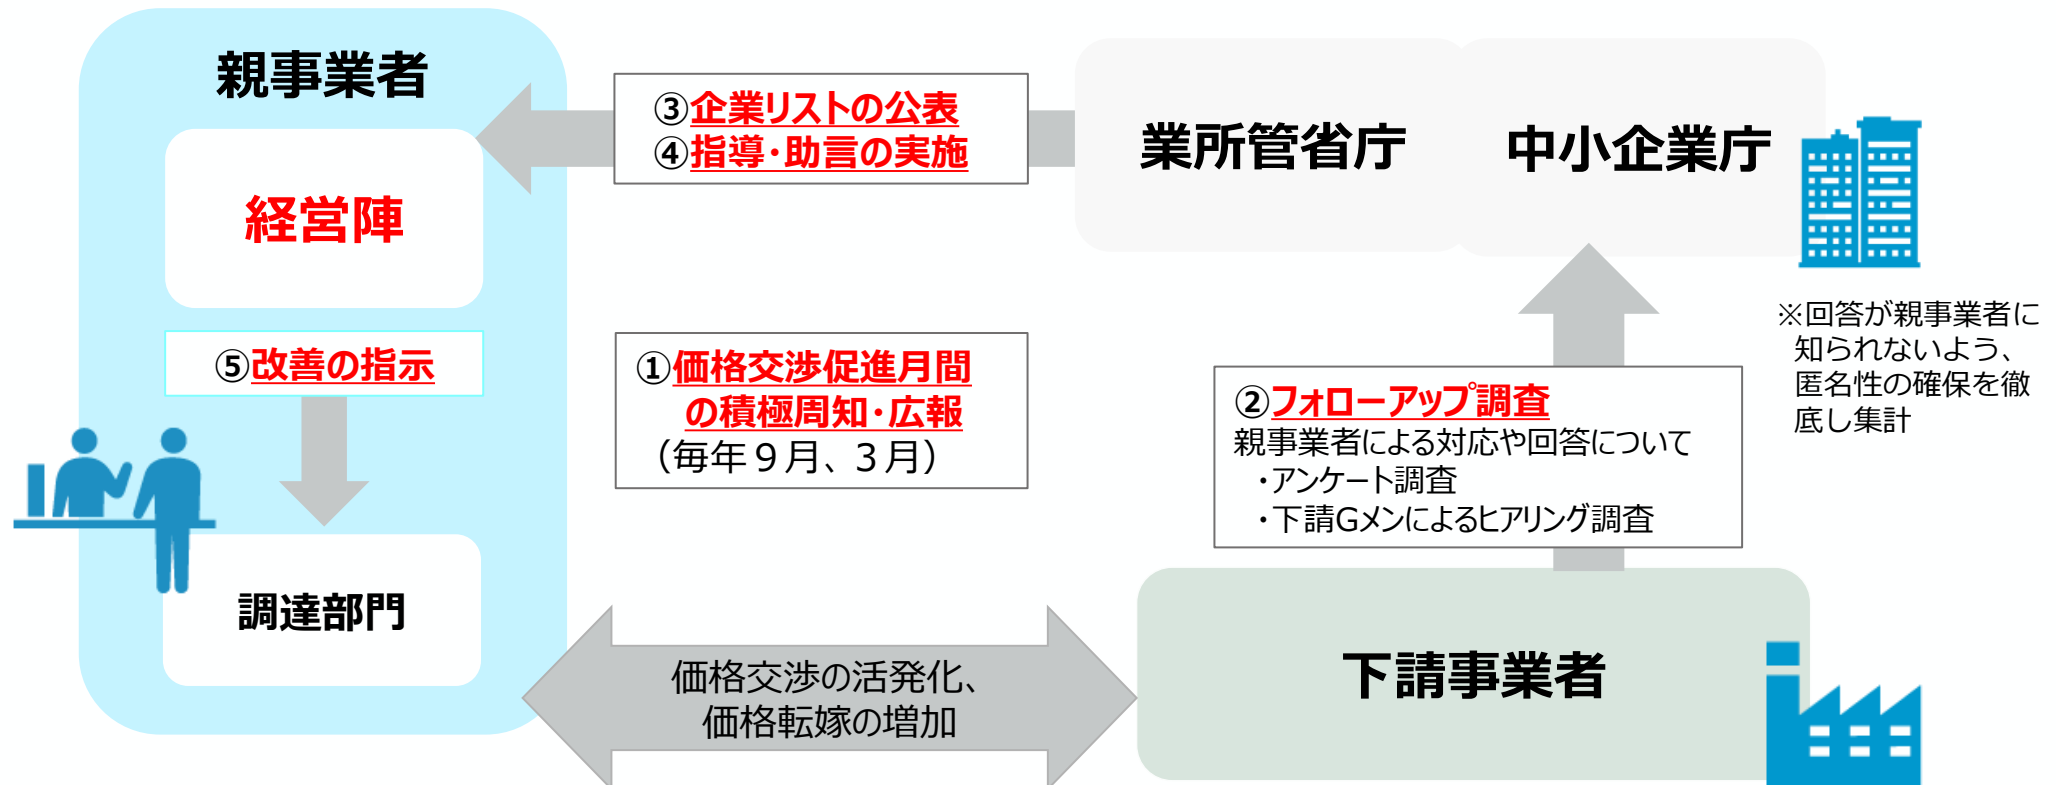 親事業者
経営陣
⑤改善の指示
調達部門
③企業リストの公表
④指導・助言の実施
業所管省庁
中小企業庁
①価格交渉促進月間
の積極周知・広報
（毎年９月、３月）
※回答が親事業者に
知られないよう、
匿名性の確保を徹
底し集計
②フォローアップ調査
親事業者による対応や回答について
・アンケート調査
・下請Gメンによるヒアリング調査
価格交渉の活発化、
価格転嫁の増加
下請事業者